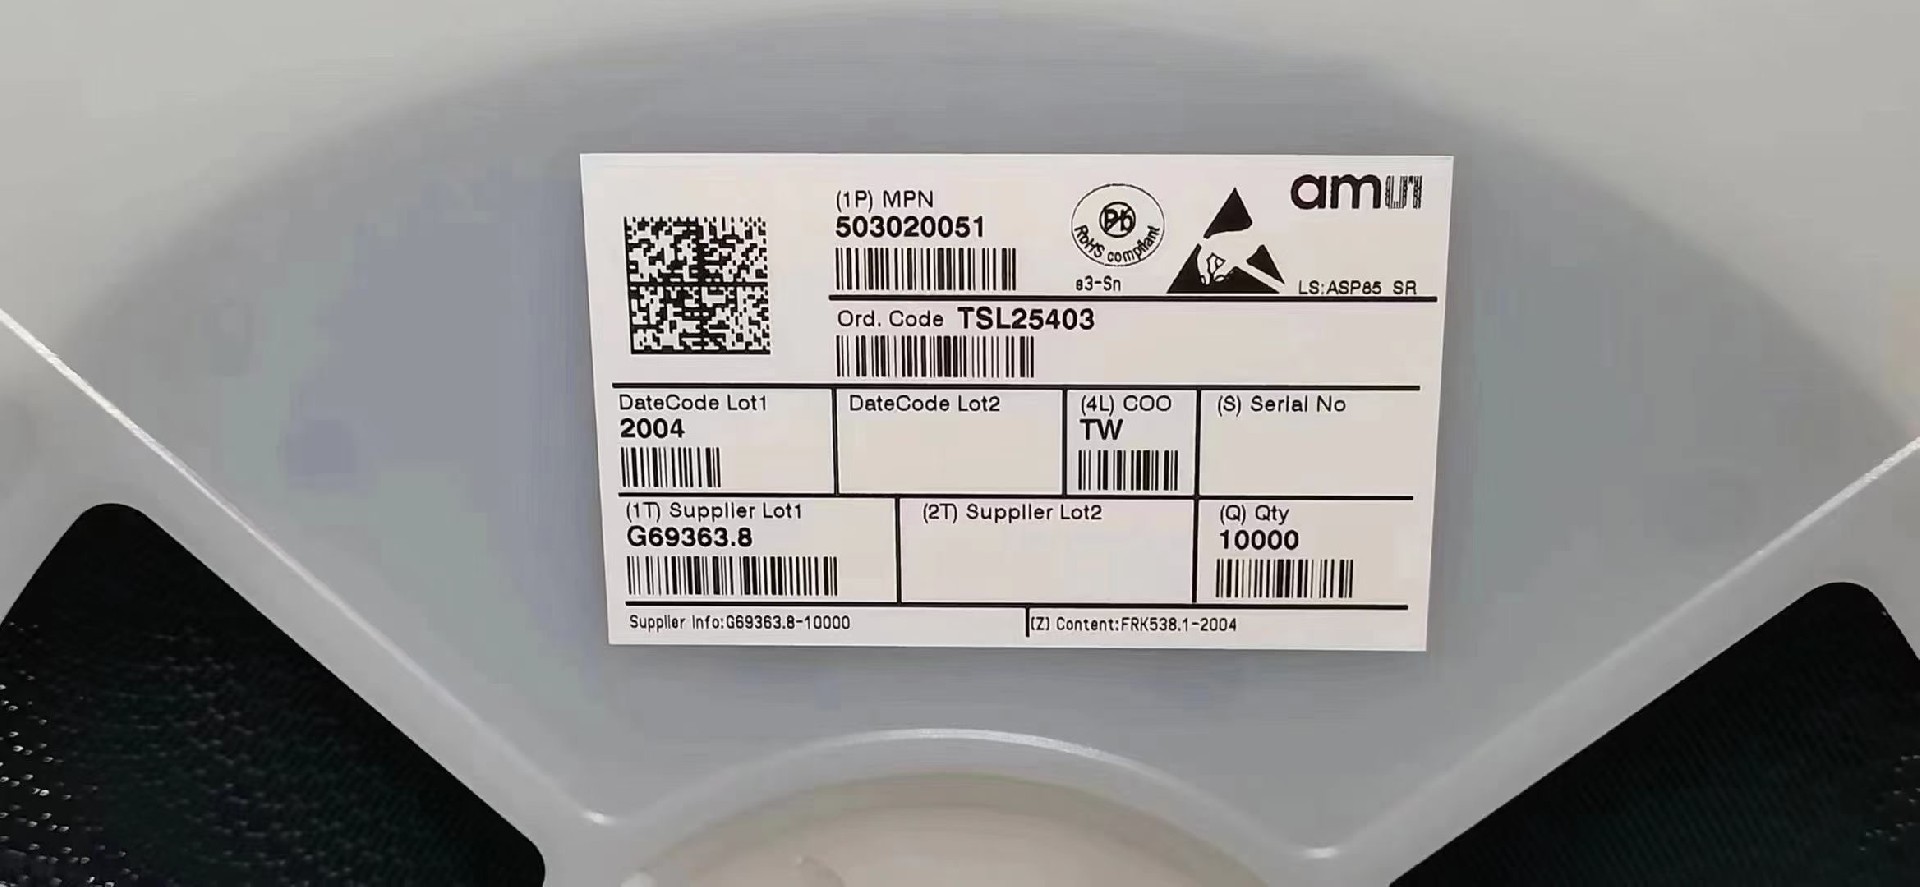 (1P) MPN
503020051
Pb
RoHS compliant
e3-Sn
amu
LS:ASP85 SR
Ord. Code TSL25403
DateCode Lot1
2004
DateCode Lot2
(4L) COO
TW
(S) Serial No
(1T) Supplier Lot1
G69363.8
(2T) Supplier Lot2
(Q) Qty
10000
Supplier Info:G69363.8-10000
(Z) Content:FRK538.1-2004